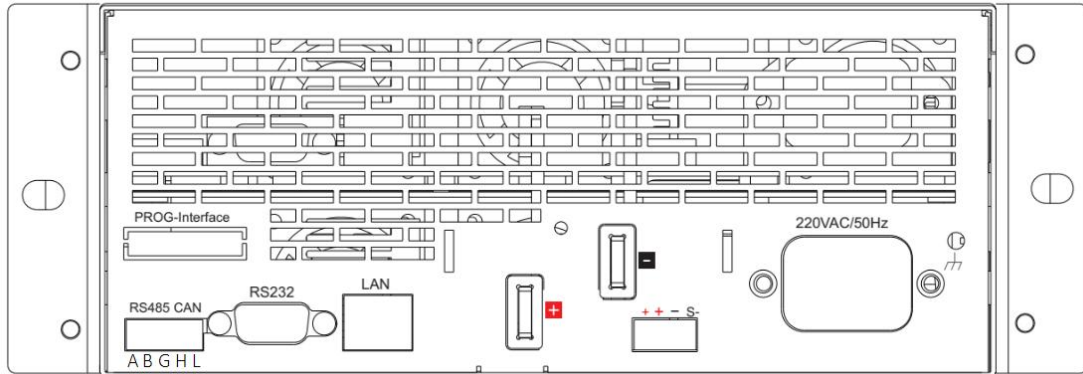 PROG-Interface
220VAC/50Hz
RS485 CAN
RS232
LAN
+
-
+ + - S-
A B G H L